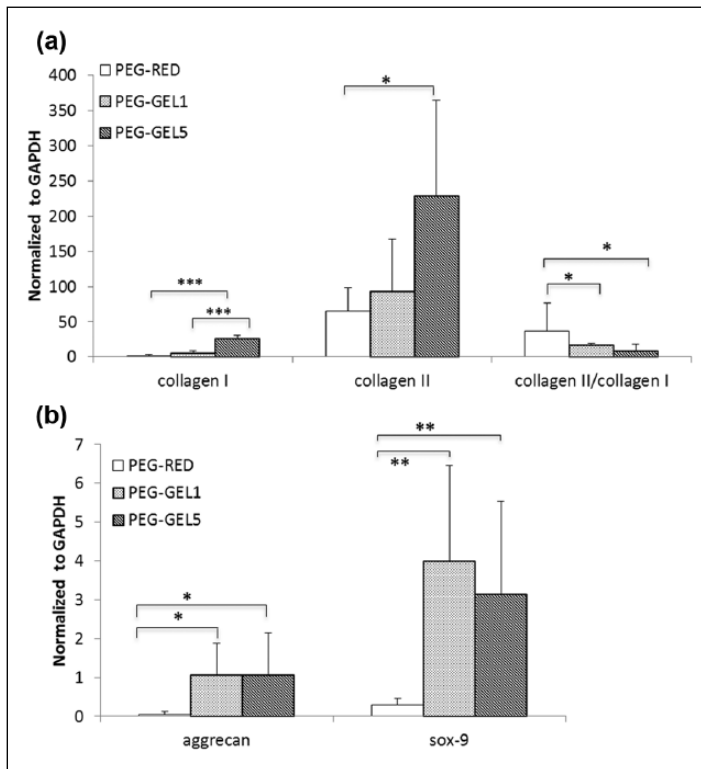 (a)
PEG-RED
PEG-GEL1
PEG-GEL5
Normalized to GAPDH
400
350
300
250
200
150
100
50
0
***
***
*
*
*
collagen I
collagen II
collagen II/collagen I
(b)
PEG-RED
PEG-GEL1
PEG-GEL5
Normalized to GAPDH
7
6
5
4
3
2
1
0
*
*
**
**
aggrecan
sox-9